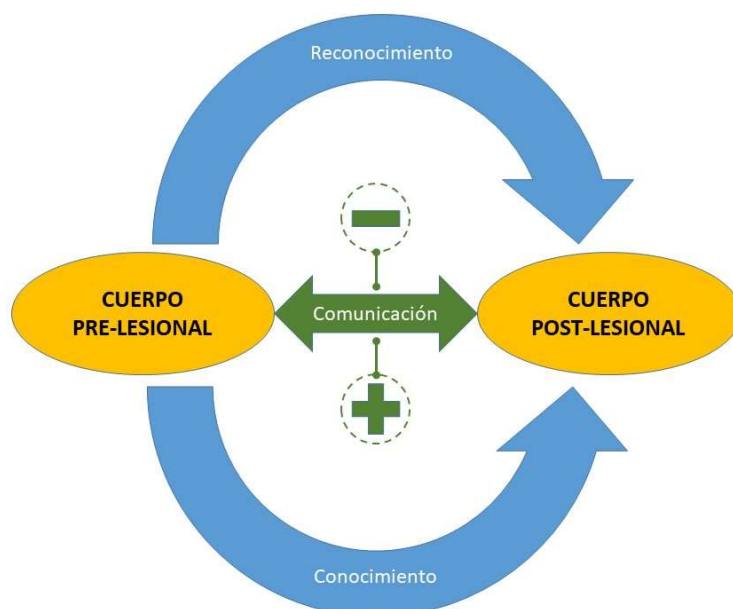 Reconocimiento
CUERPO
PRE-LESIONAL
Comunicación
CUERPO
POST-LESIONAL
Conocimiento